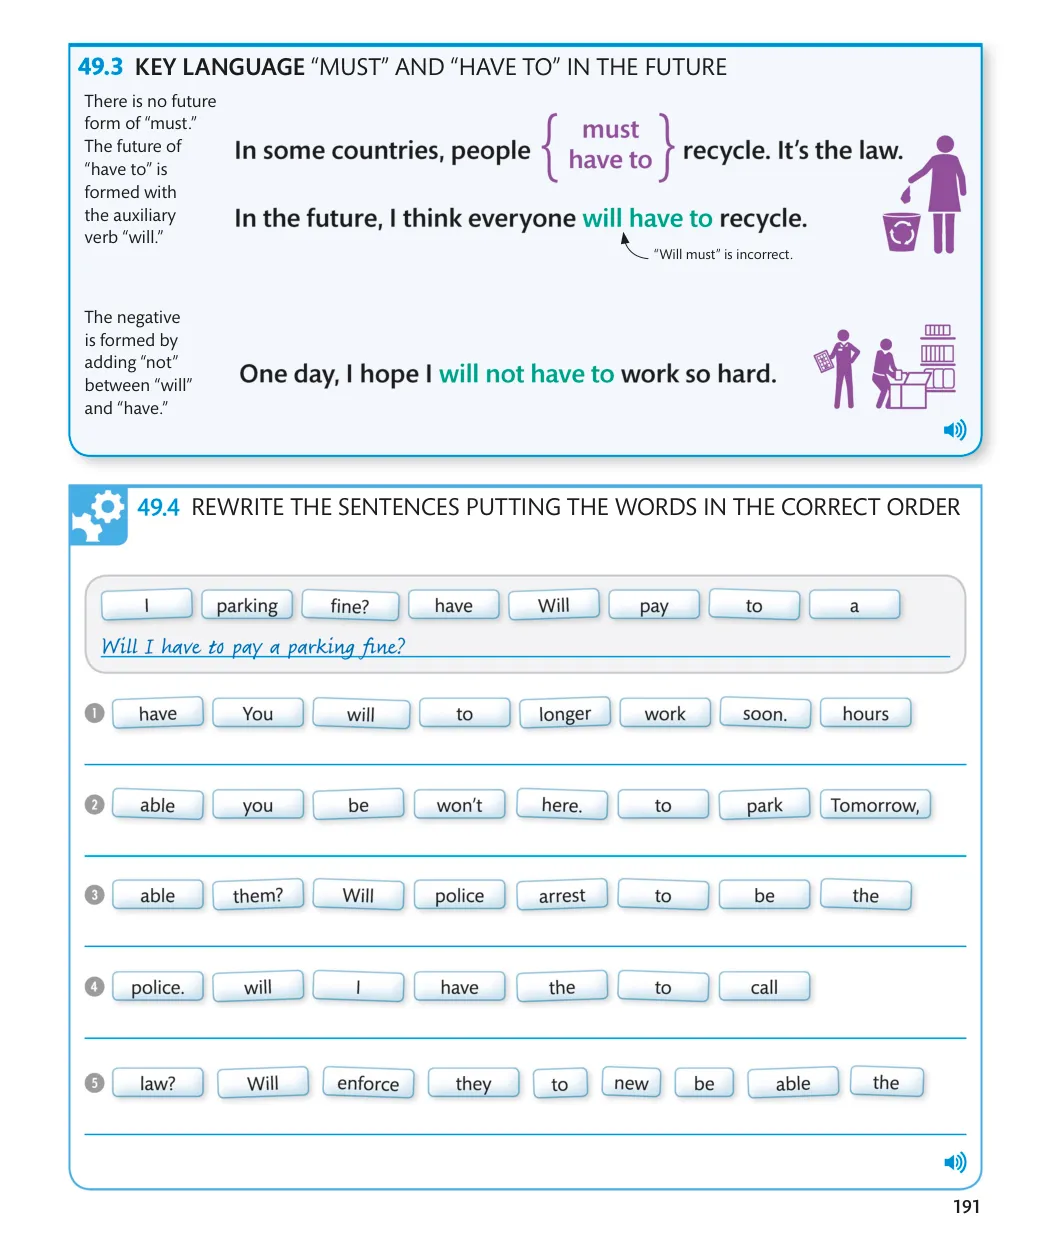 49.3 KEY LANGUAGE “MUST” AND “HAVE TO” IN THE FUTURE
There is no future
form of “must.”
The future of
“have to” is
formed with
the auxiliary
verb “will.”
In some countries, people { must / have to } recycle. It’s the law.
In the future, I think everyone will have to recycle.
“Will must” is incorrect.
The negative
is formed by
adding “not”
between “will”
and “have.”
One day, I hope I will not have to work so hard.
49.4 REWRITE THE SENTENCES PUTTING THE WORDS IN THE CORRECT ORDER
I parking fine? have Will pay to a
Will I have to pay a parking fine?
1 have You will to longer work soon. hours
2 able you be won’t here. to park Tomorrow,
3 able them? Will police arrest to be the
4 police. will I have the to call
5 law? Will enforce they to new be able the
191